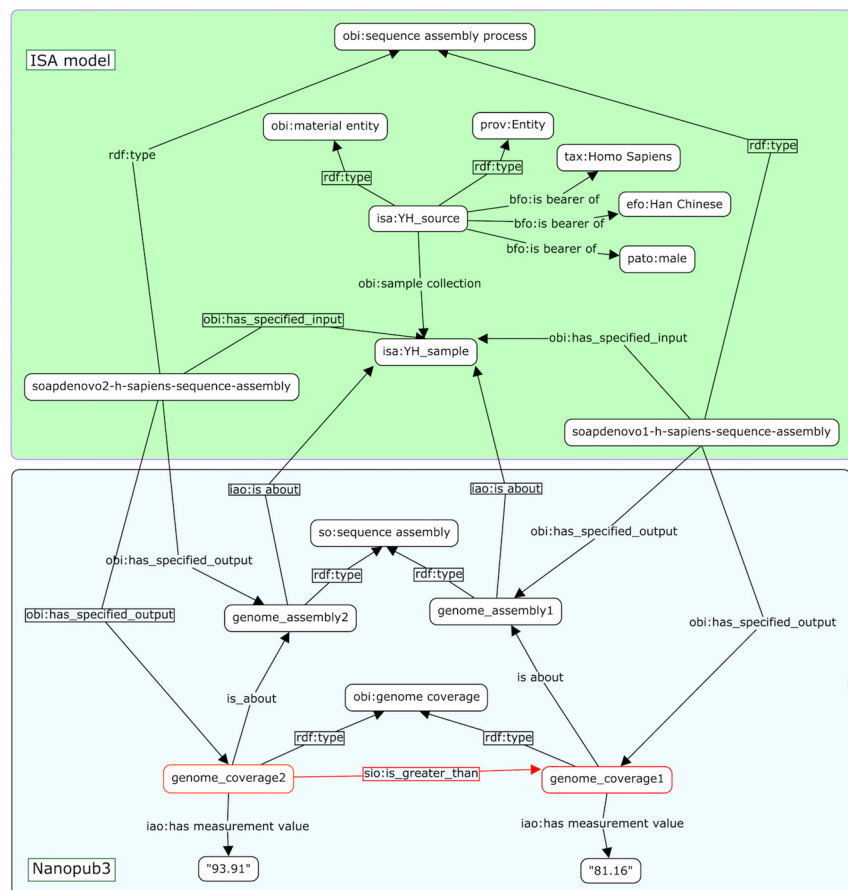 obi:sequence assembly process
ISA model
obi:material entity
prov:Entity
rdf:type
rdf:type
tax:Homo Sapiens
rdf:type
rdf:type
bfo:is bearer of
efo:Han Chinese
isa:YH_source
bfo:is bearer of
bfo:is bearer of
pato:male
obi:sample collection
obi:has_specified_input
obi:has_specified_input
isa:YH_sample
soapdenovo2-h-sapiens-sequence-assembly
soapdenovo1-h-sapiens-sequence-assembly
iao:is about
iao:is about
so:sequence assembly
obi:has_specified_output
obi:has_specified_output
rdf:type
rdf:type
obi:has_specified_output
genome_assembly2
genome_assembly1
obi:has_specified_output
is_about
is about
obi:genome coverage
rdf:type
rdf:type
genome_coverage2
sio:is_greater_than
genome_coverage1
iao:has measurement value
iao:has measurement value
Nanopub3
"93.91"
"81.16"